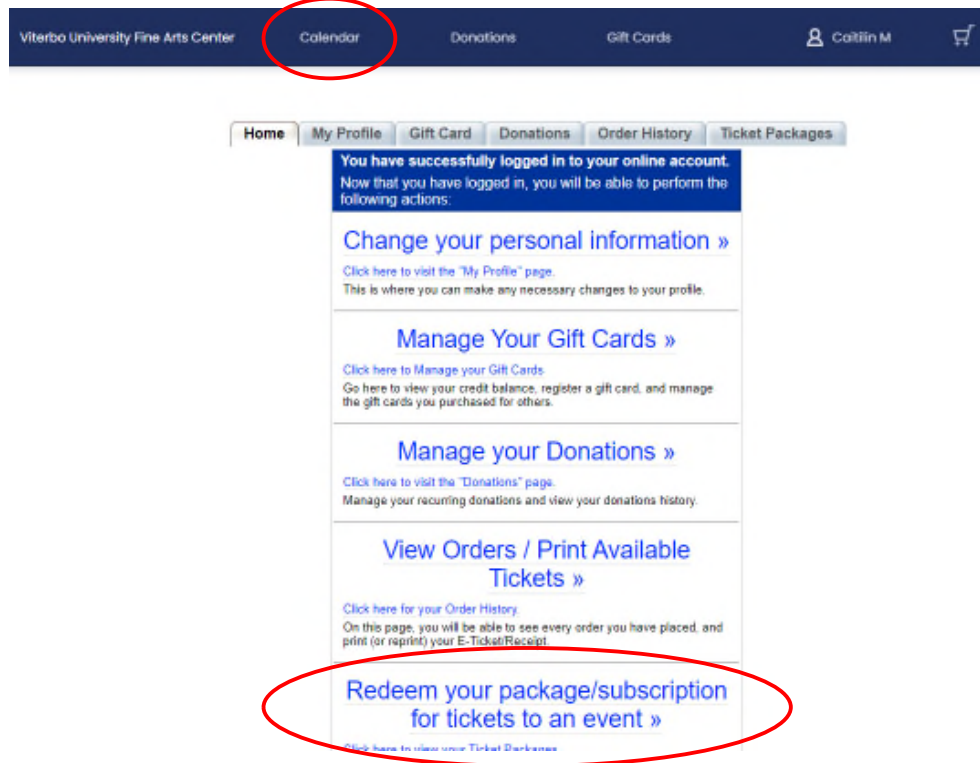 Viterbo University Fine Arts Center Calendar Donations Gift Cards Caitlin M
Home My Profile Gift Card Donations Order History Ticket Packages
You have successfully logged in to your online account.
Now that you have logged in, you will be able to perform the
following actions:
Change your personal information »
Click here to visit the "My Profile" page.
This is where you can make any necessary changes to your profile.
Manage Your Gift Cards »
Click here to Manage your Gift Cards
Go here to view your credit balance, register a gift card, and manage
the gift cards you purchased for others.
Manage your Donations »
Click here to visit the "Donations" page.
Manage your recurring donations and view your donations history.
View Orders / Print Available
Tickets »
Click here for your Order History.
On this page, you will be able to see every order you have placed, and
print (or reprint) your E-Ticket/Receipt.
Redeem your package/subscription
for tickets to an event »
Click here to view your Ticket Packages